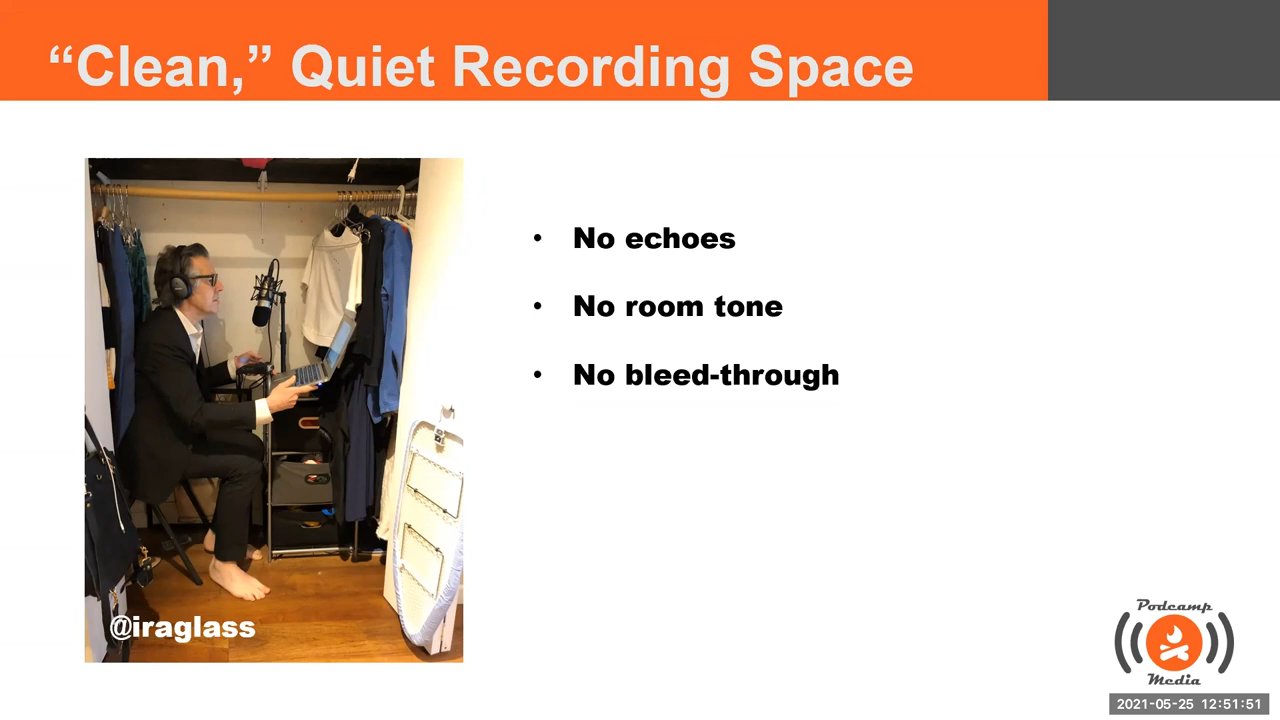 “Clean,” Quiet Recording Space
• No echoes
• No room tone
• No bleed-through
@iraglass
Podcamp
Media
2021-05-25 12:51:51